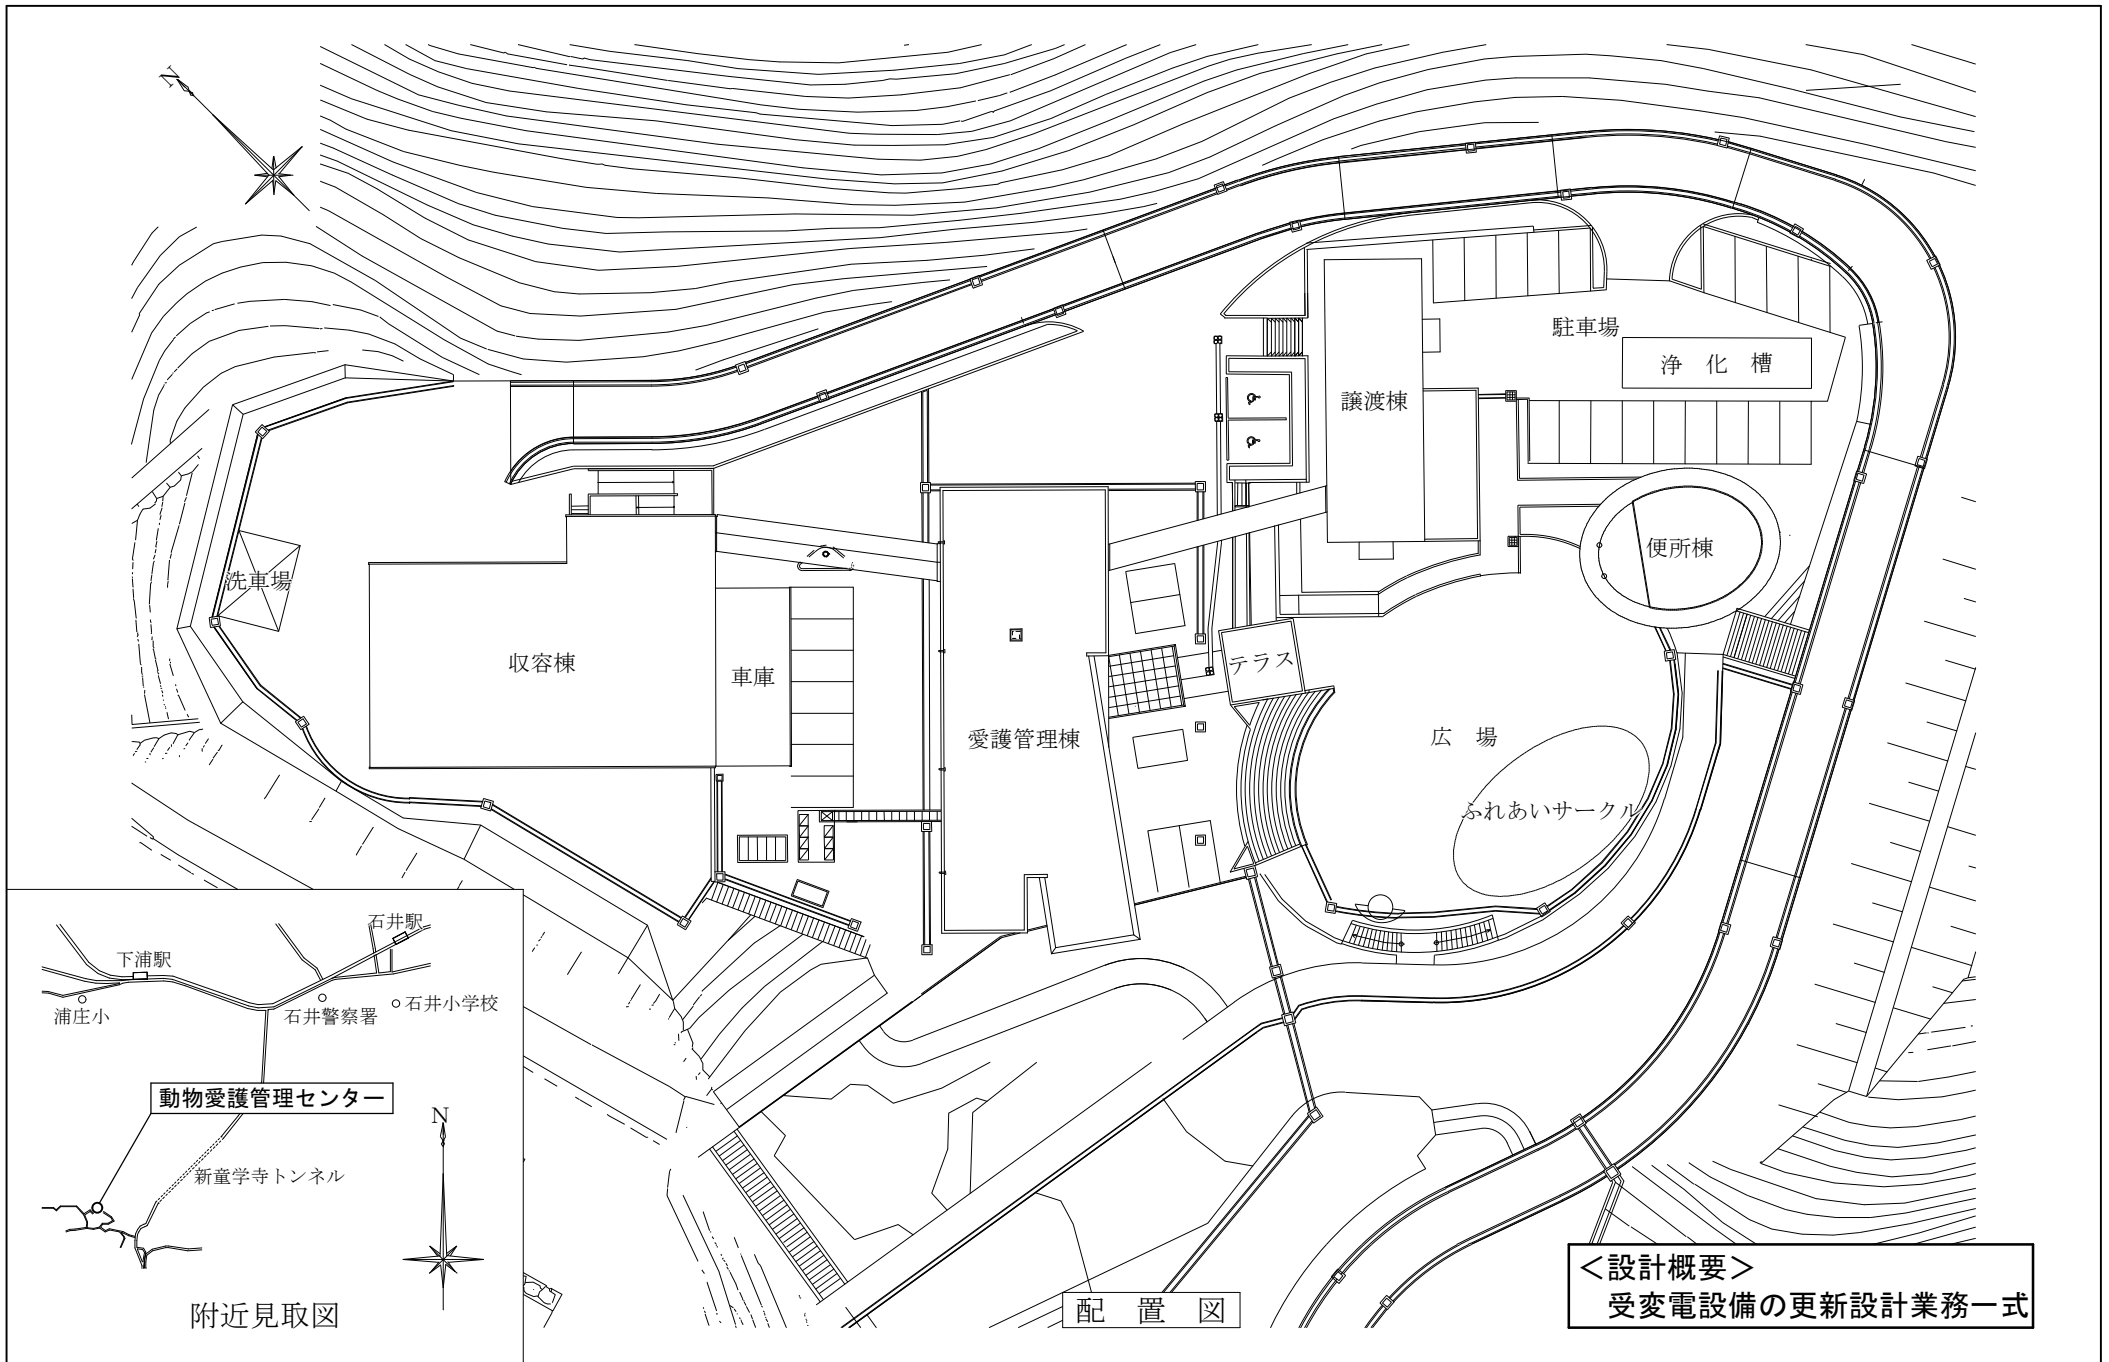 N
駐車場
浄化槽
譲渡棟
便所棟
洗車場
収容棟
車庫
テラス
愛護管理棟
広場
ふれあいサークル
石井駅
下浦駅
浦庄小
石井警察署
石井小学校
動物愛護管理センター
N
新童学寺トンネル
附近見取図
配置図
＜設計概要＞
受変電設備の更新設計業務一式